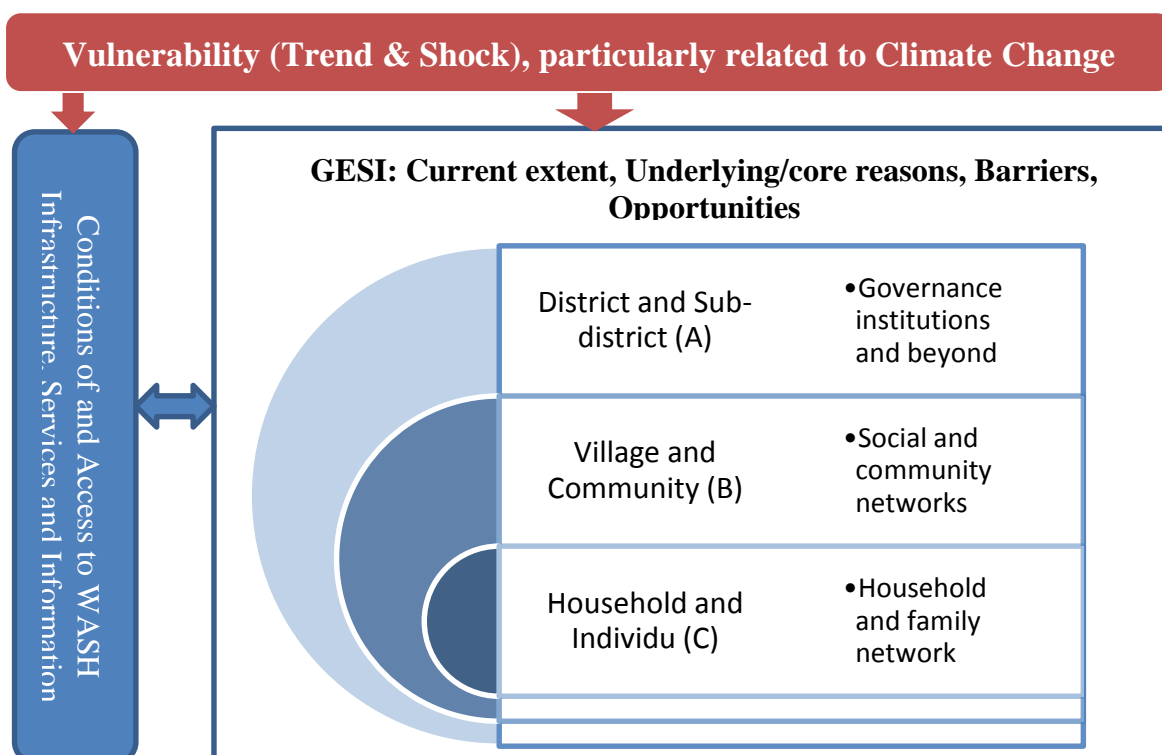 Vulnerability (Trend & Shock), particularly related to Climate Change
Conditions of and Access to WASH
Infrastructure, Services and Information
GESI: Current extent, Underlying/core reasons, Barriers,
Opportunities
District and Sub-
district (A)
•Governance
institutions
and beyond
Village and
Community (B)
•Social and
community
networks
Household and
Individu (C)
•Household
and family
network